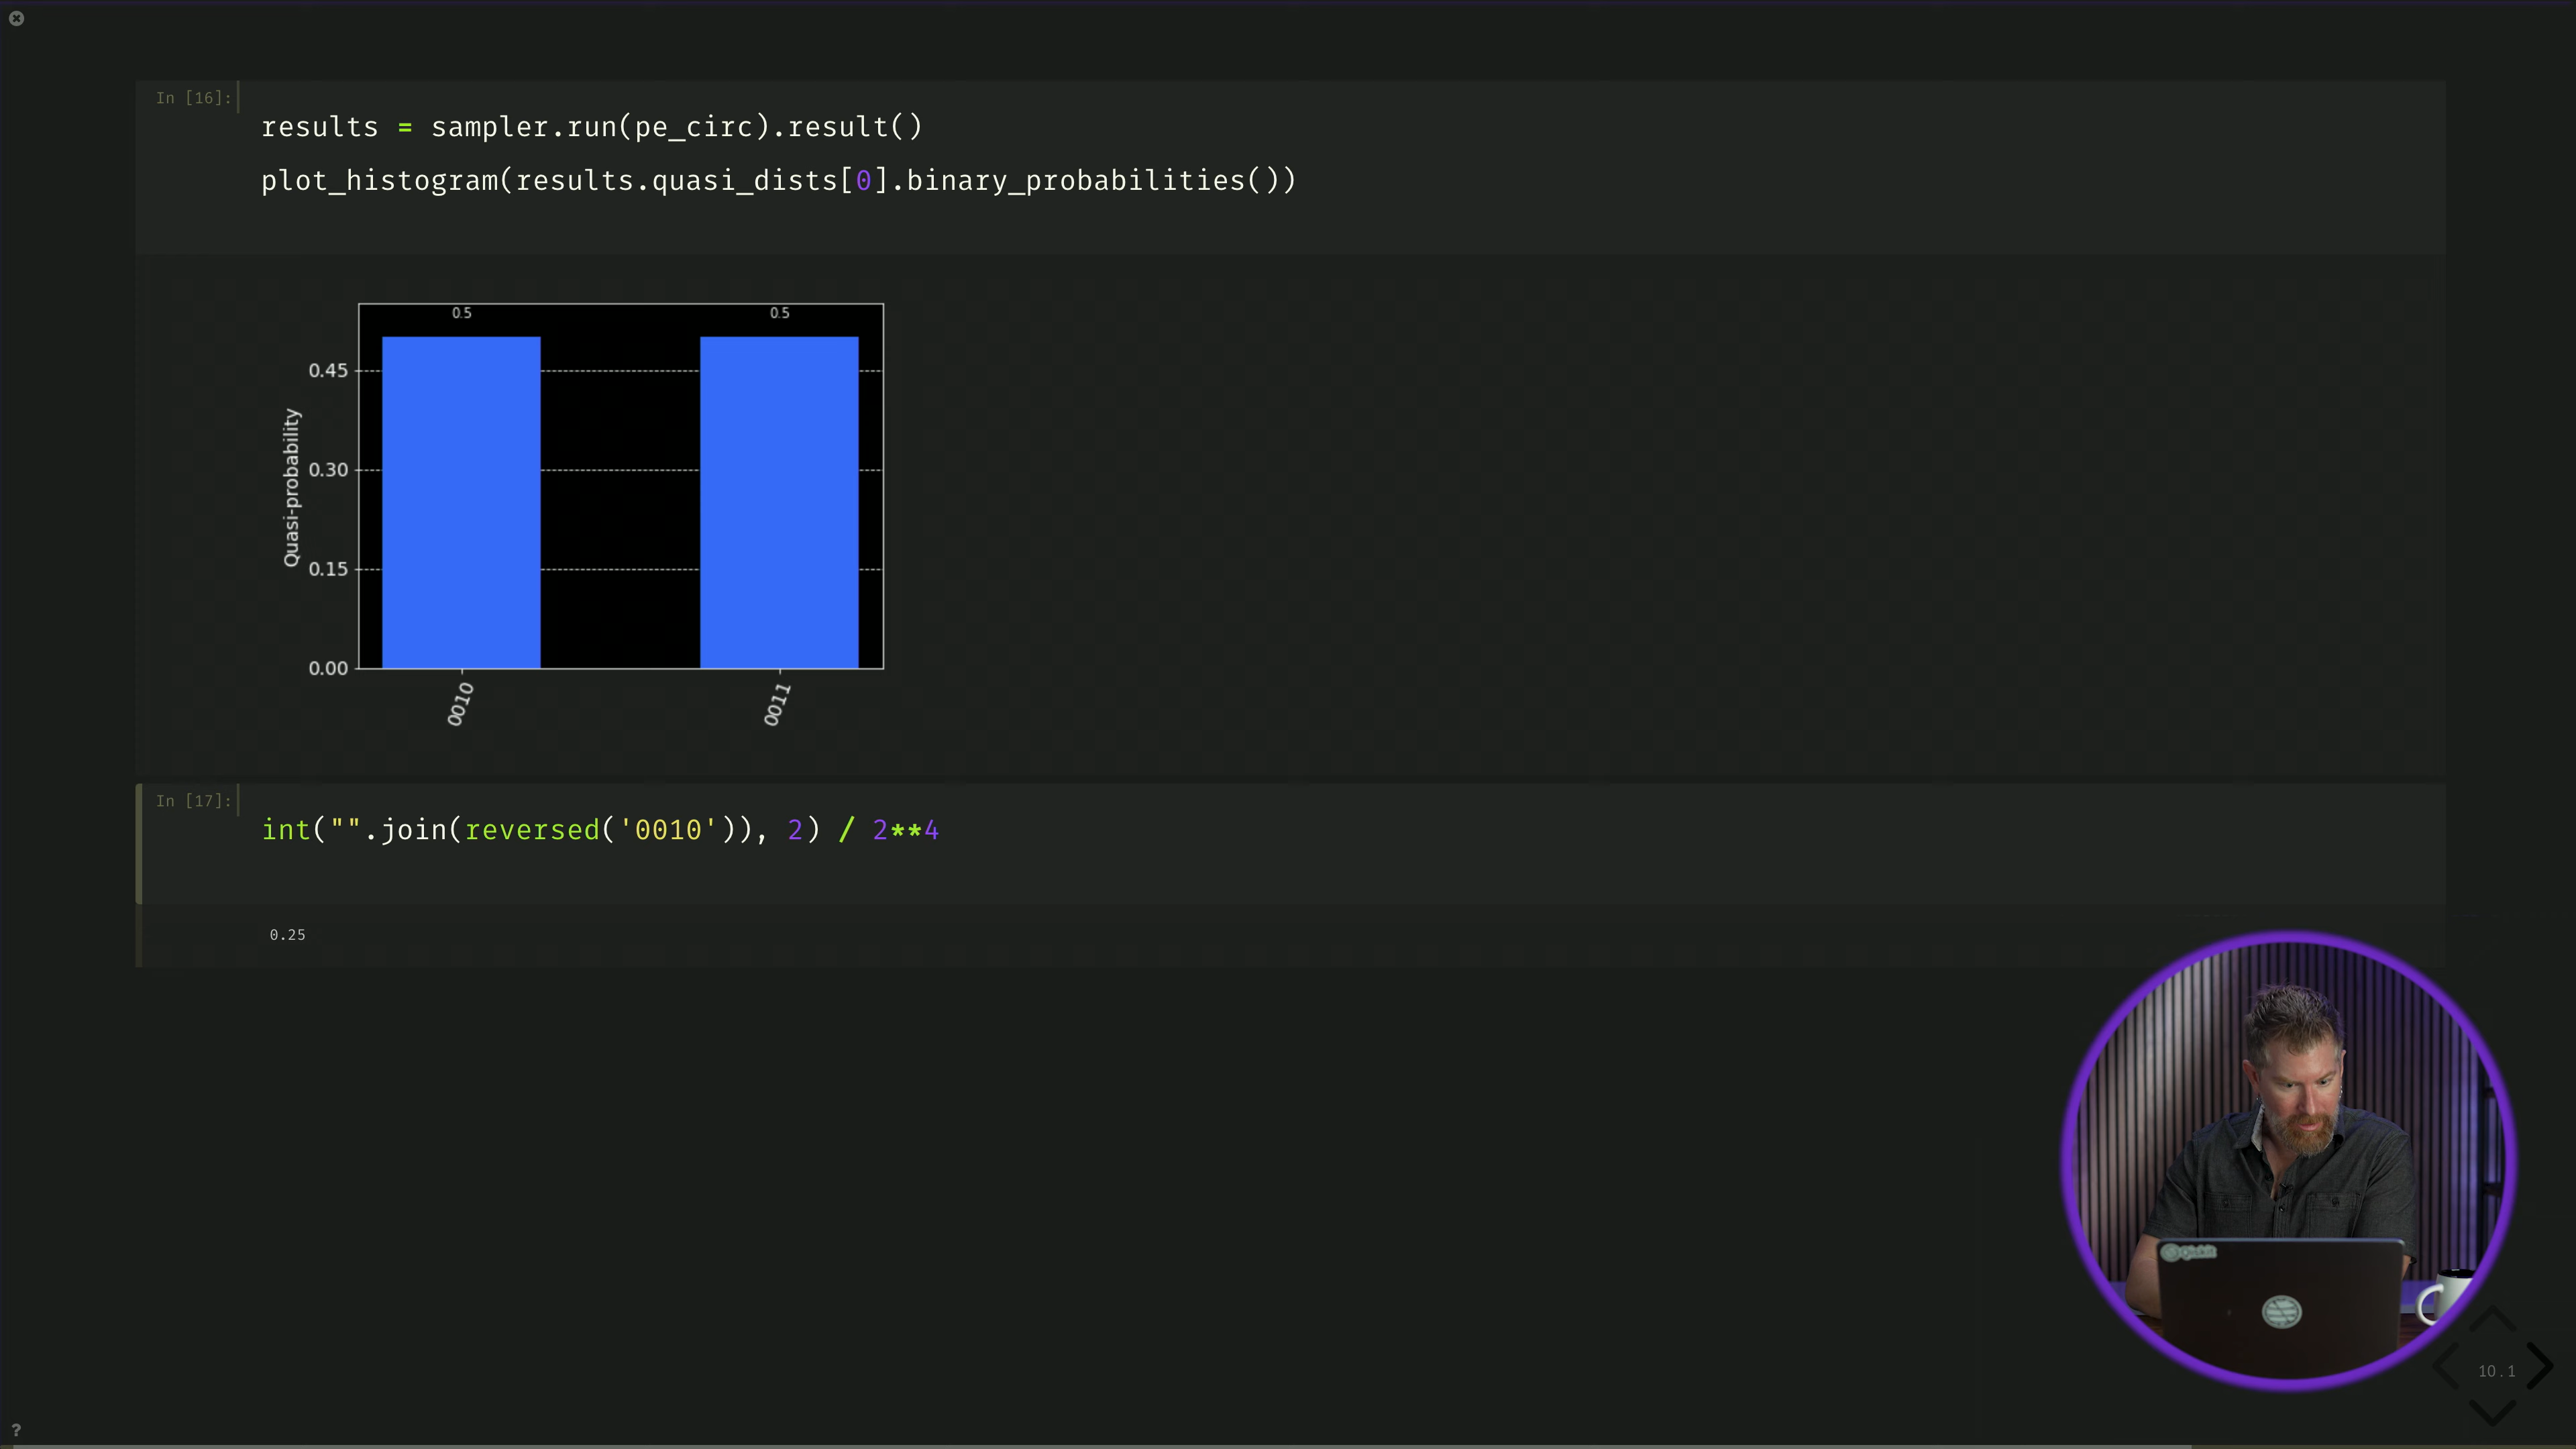 In [16]:
results = sampler.run(pe_circ).result()
plot_histogram(results.quasi_dists[0].binary_probabilities())
0.5 0.5
0.45
0.30
0.15
0.00
Quasi-probability
0010 0011
In [17]:
int("".join(reversed('0010')), 2) / 2**4
0.25
Qiskit
10.1
?